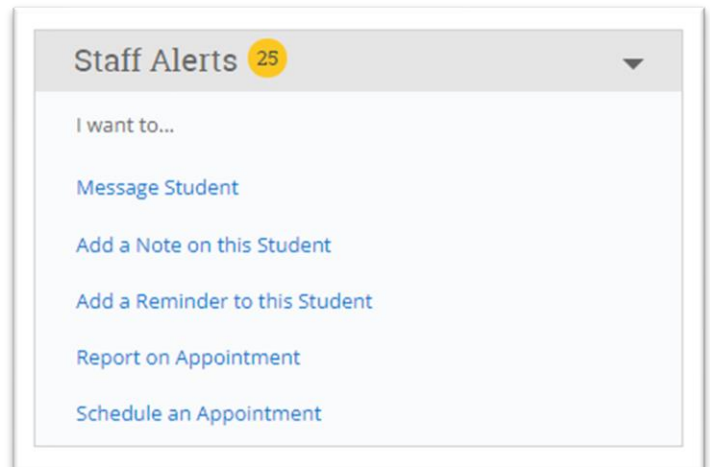 Staff Alerts 25
I want to...
Message Student
Add a Note on this Student
Add a Reminder to this Student
Report on Appointment
Schedule an Appointment